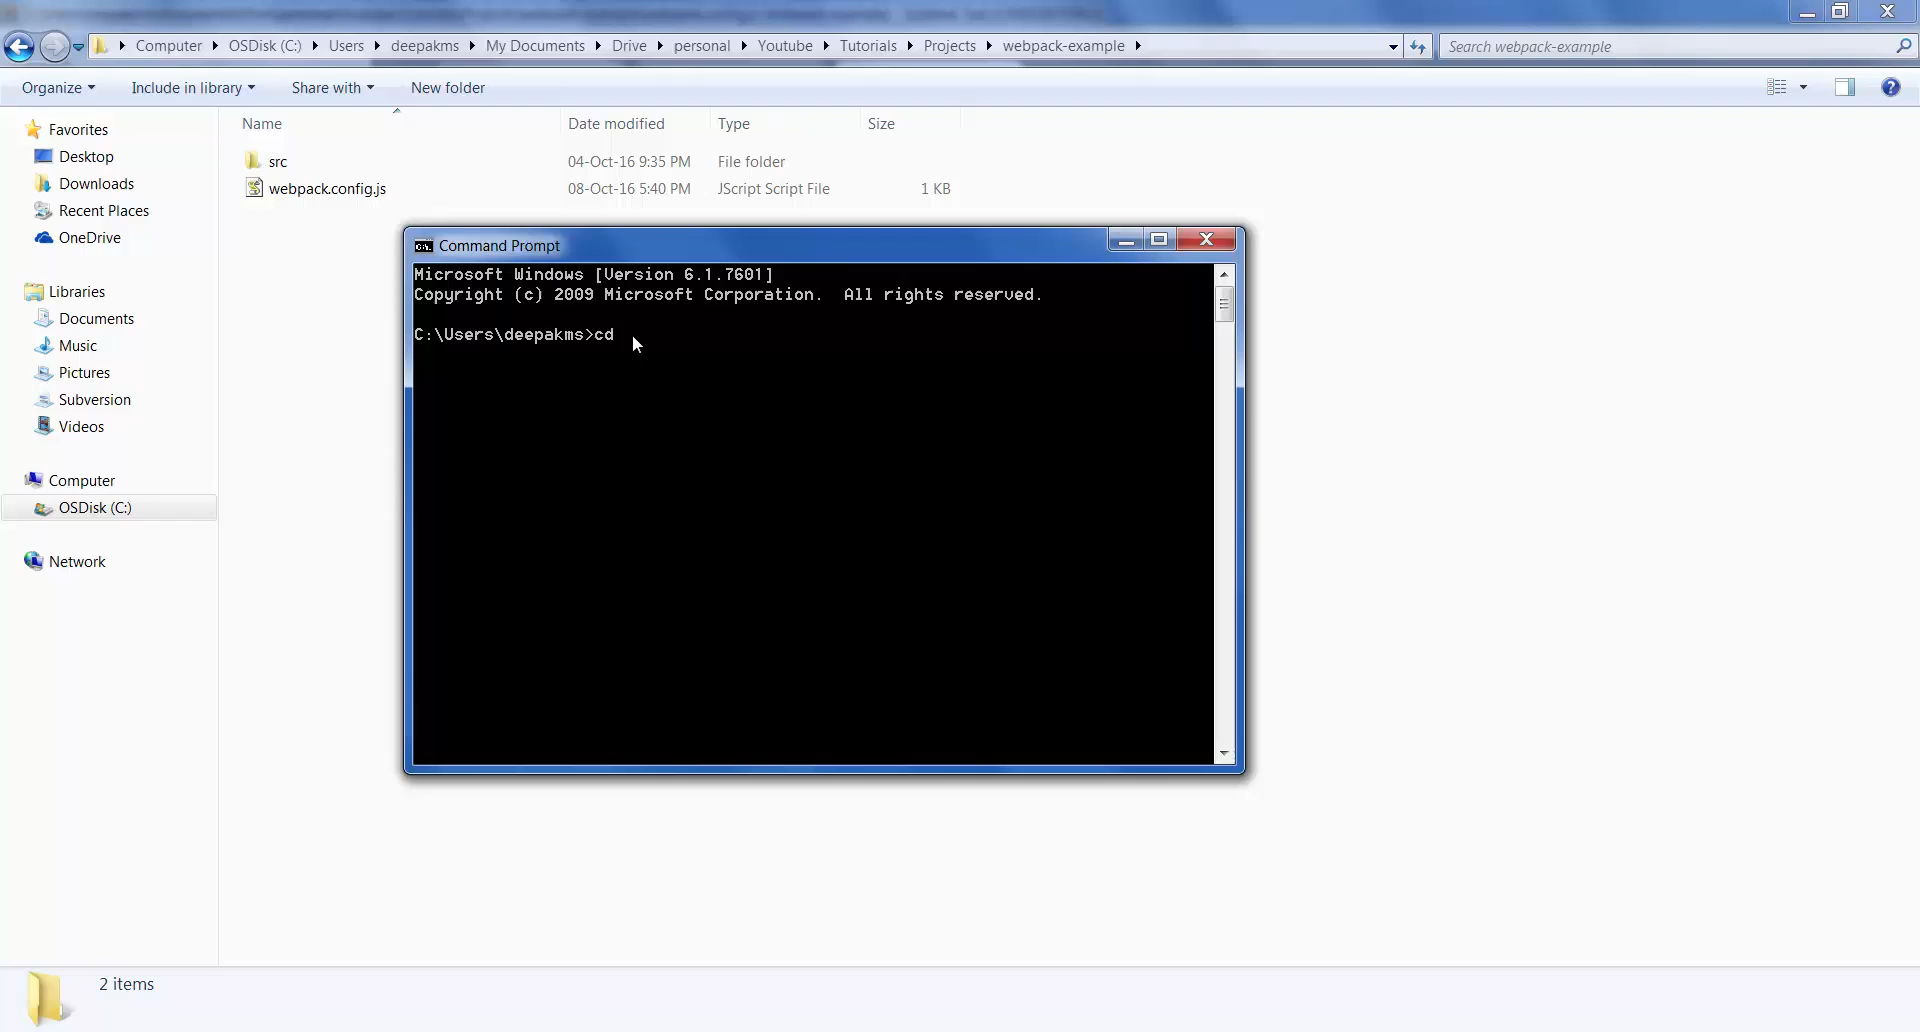 Computer OSDisk (C:) Users deepakms My Documents Drive personal Youtube Tutorials Projects webpack-example
Search webpack-example
Organize Include in library Share with New folder
Name Date modified Type Size
src 04-Oct-16 9:35 PM File folder
webpack.config.js 08-Oct-16 5:40 PM JScript Script File 1 KB
Favorites
Desktop
Downloads
Recent Places
OneDrive
Libraries
Documents
Music
Pictures
Subversion
Videos
Computer
OSDisk (C:)
Network
Command Prompt
Microsoft Windows [Version 6.1.7601]
Copyright (c) 2009 Microsoft Corporation. All rights reserved.
C:\Users\deepakms>cd
2 items